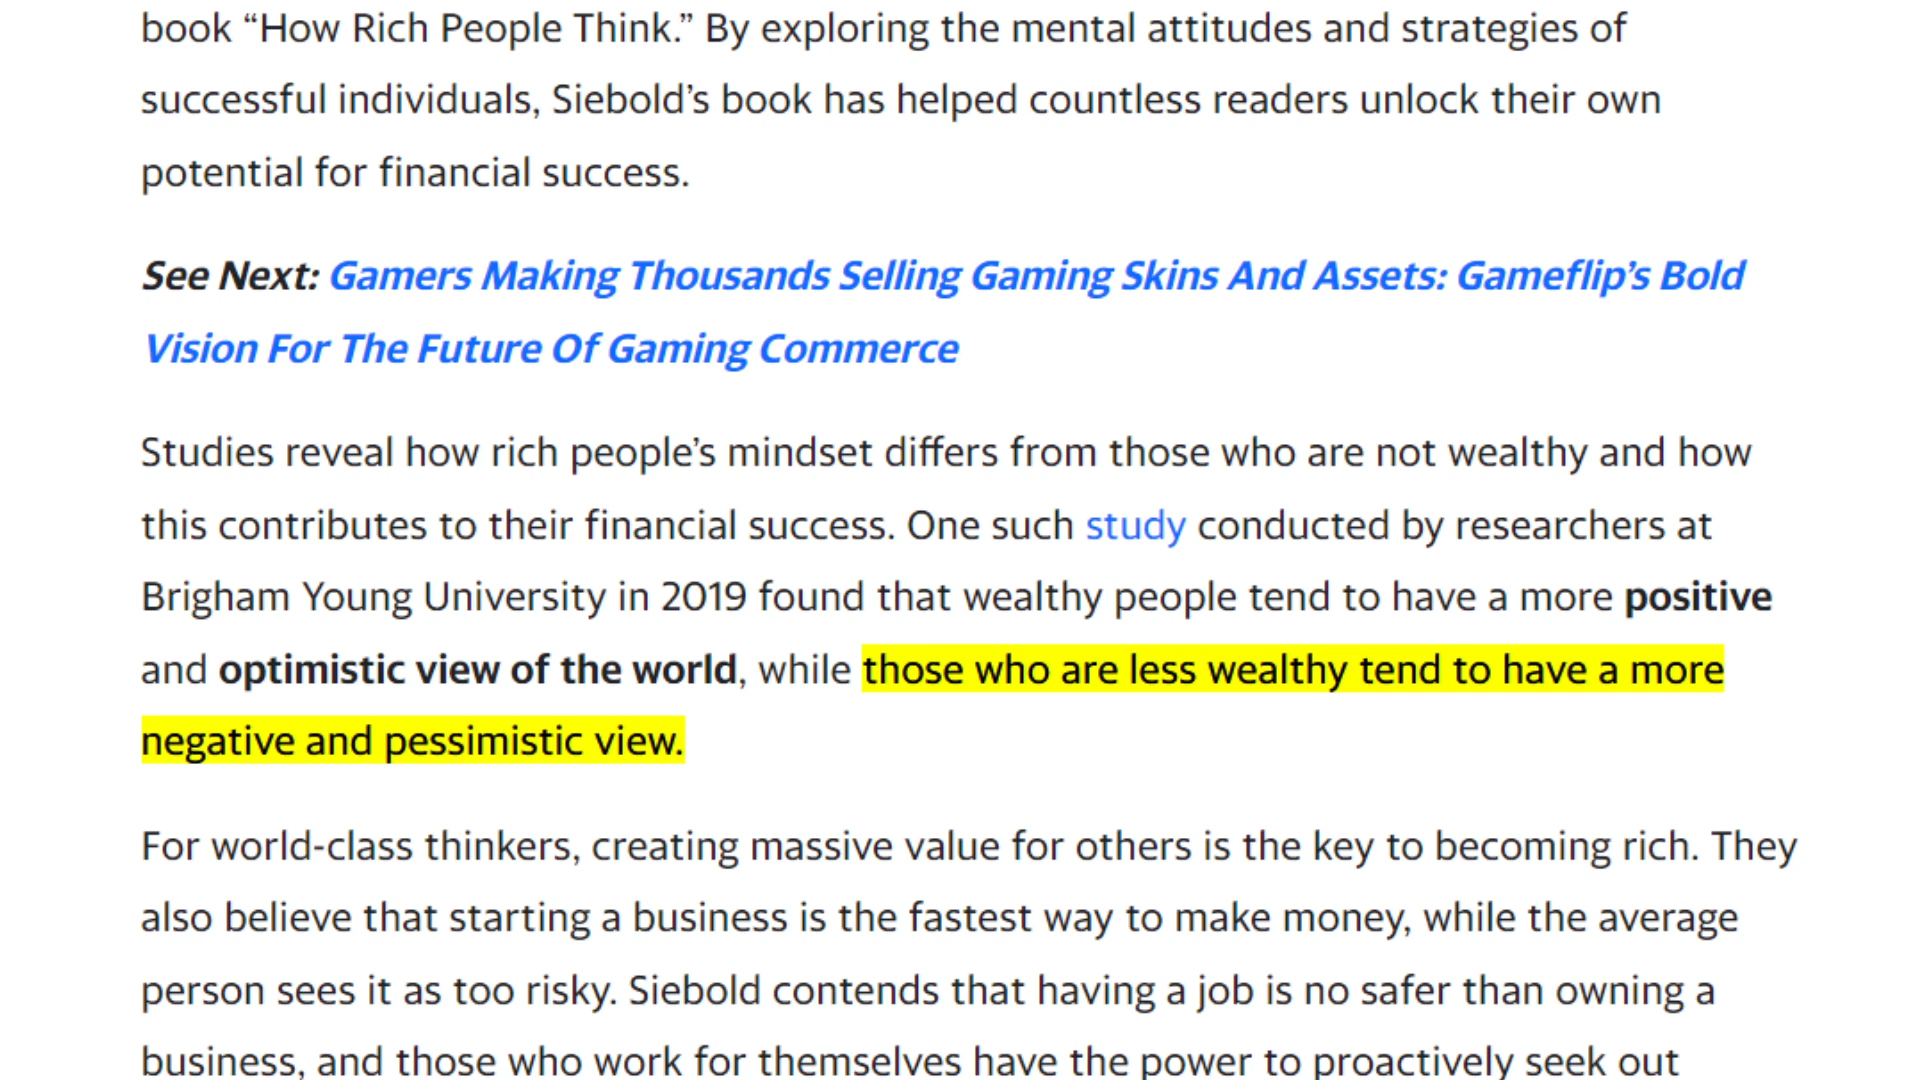 book “How Rich People Think.” By exploring the mental attitudes and strategies of
successful individuals, Siebold’s book has helped countless readers unlock their own
potential for financial success.
See Next: Gamers Making Thousands Selling Gaming Skins And Assets: Gameflip’s Bold
Vision For The Future Of Gaming Commerce
Studies reveal how rich people’s mindset differs from those who are not wealthy and how
this contributes to their financial success. One such study conducted by researchers at
Brigham Young University in 2019 found that wealthy people tend to have a more positive
and optimistic view of the world, while those who are less wealthy tend to have a more
negative and pessimistic view.
For world-class thinkers, creating massive value for others is the key to becoming rich. They
also believe that starting a business is the fastest way to make money, while the average
person sees it as too risky. Siebold contends that having a job is no safer than owning a
business, and those who work for themselves have the power to proactively seek out